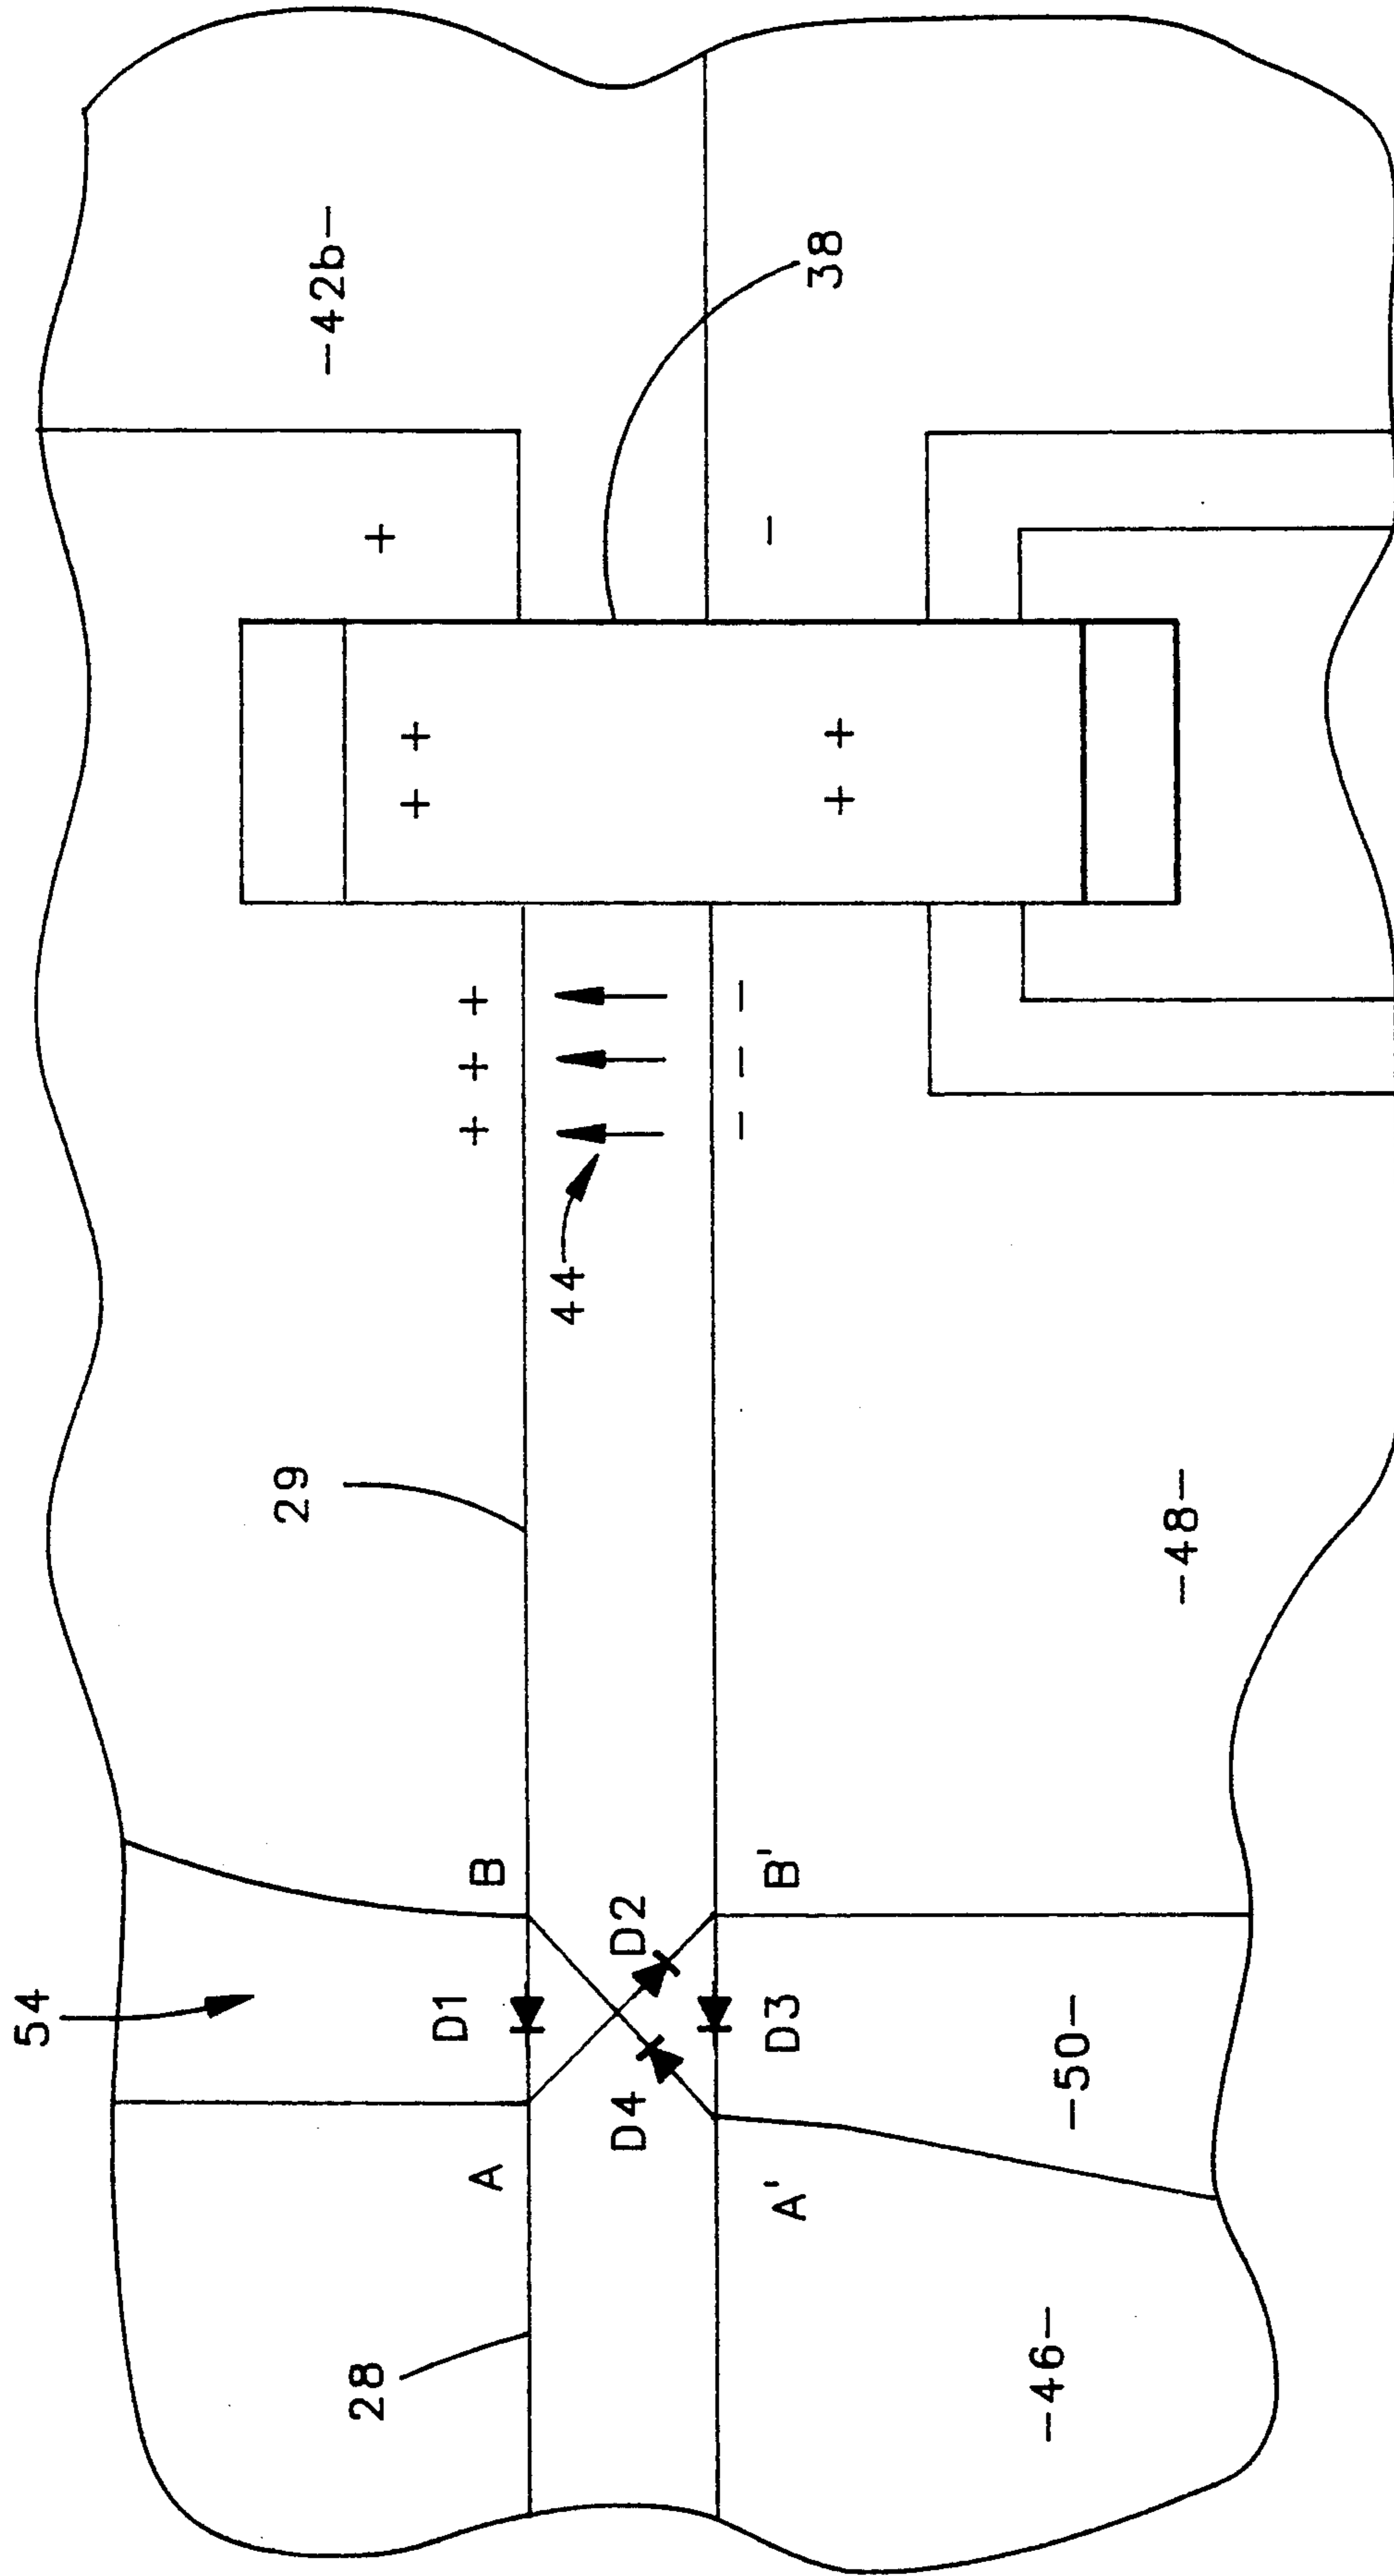 54
29
-42b-
28
+
+ +
D1
+ + +
A
B
44
D4
D2
- - -
-
A'
D3
B'
38
+ +
-46-
-50-
-48-